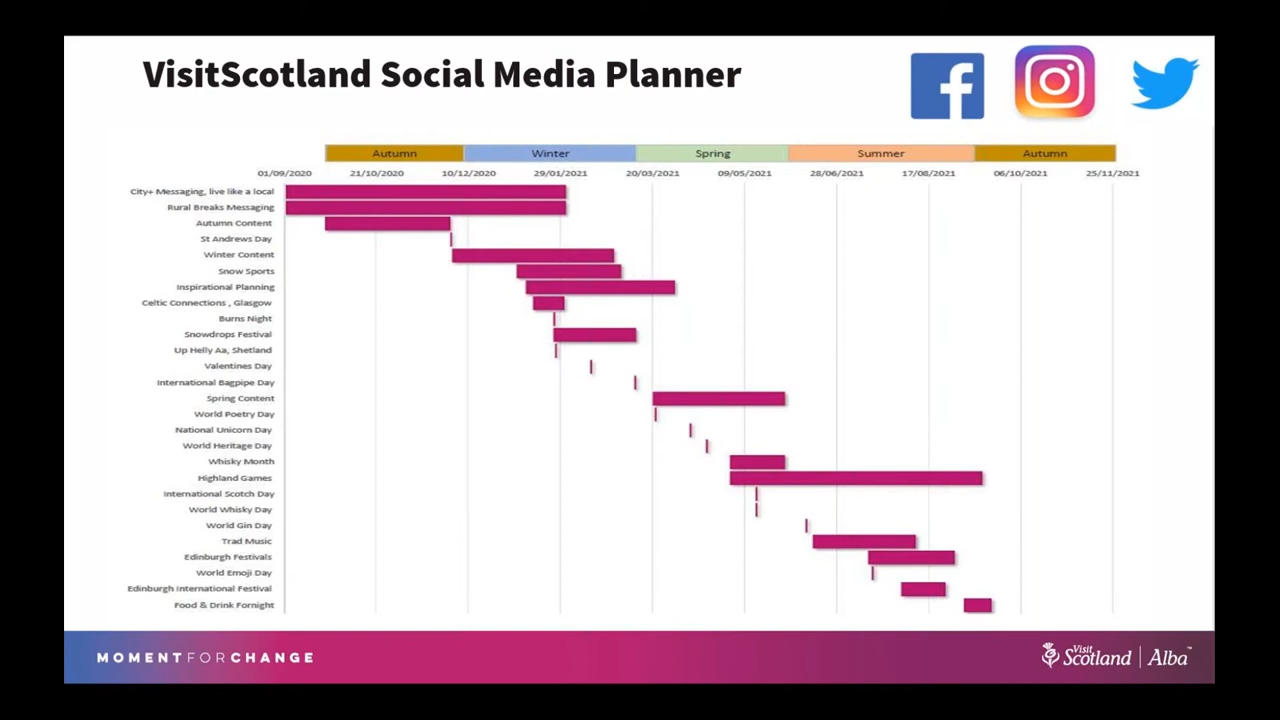 VisitScotland Social Media Planner
Autumn Winter Spring Summer Autumn
01/09/2020 21/10/2020 10/12/2020 29/01/2021 20/03/2021 09/05/2021 28/06/2021 17/08/2021 06/10/2021 25/11/2021
City+ Messaging, live like a local
Rural Breaks Messaging
Autumn Content
St Andrews Day
Winter Content
Snow Sports
Inspirational Planning
Celtic Connections , Glasgow
Burns Night
Snowdrops Festival
Up Helly Aa, Shetland
Valentines Day
International Bagpipe Day
Spring Content
World Poetry Day
National Unicorn Day
World Heritage Day
Whisky Month
Highland Games
International Scotch Day
World Whisky Day
World Gin Day
Trad Music
Edinburgh Festivals
World Emoji Day
Edinburgh International Festival
Food & Drink Fornight
MOMENTFORCHANGE
Visit
Scotland | Alba™